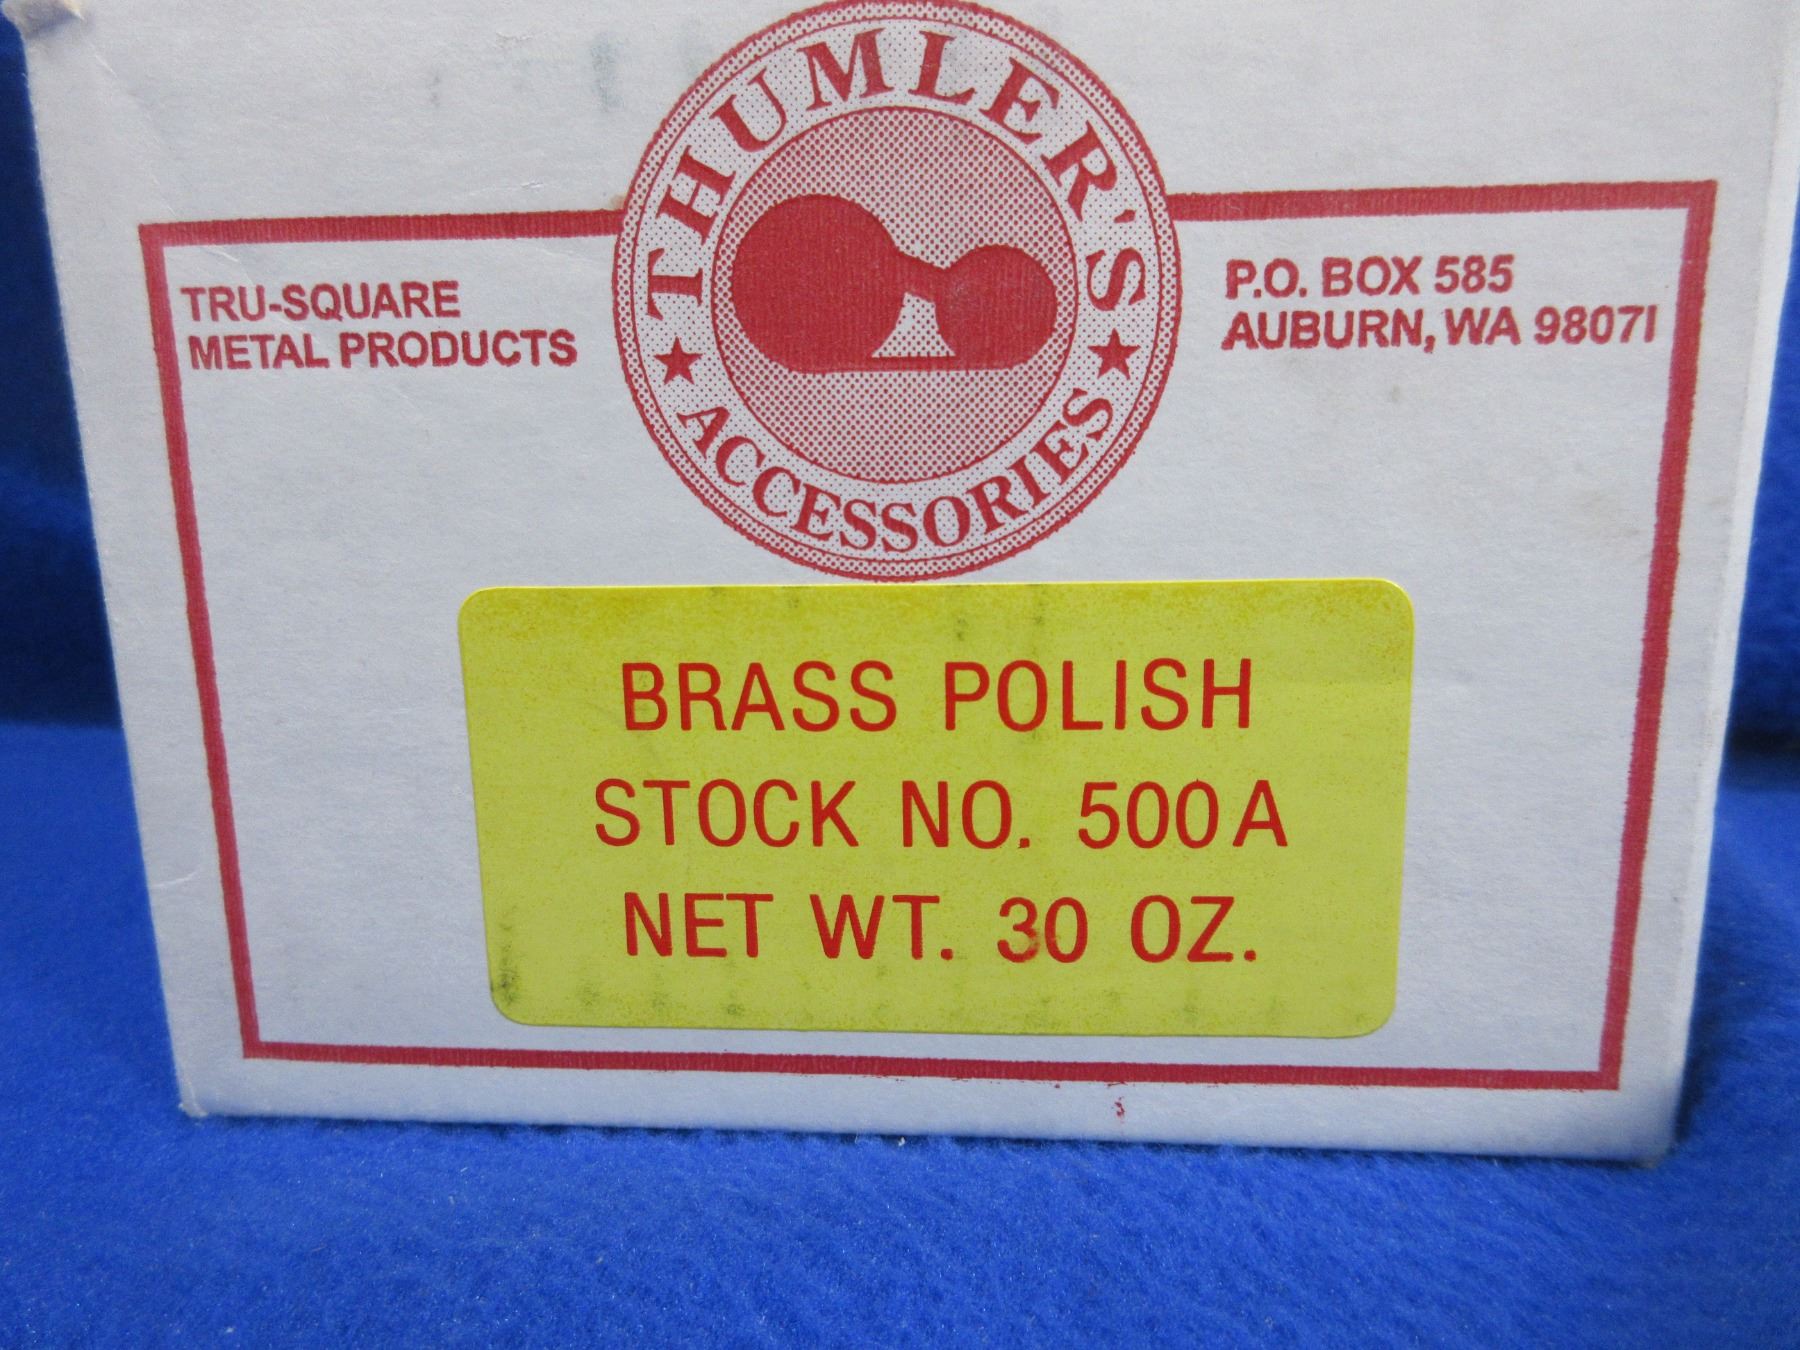 THUMLER'S
ACCESSORIES
TRU-SQUARE
METAL PRODUCTS
P.O. BOX 585
AUBURN, WA 98071
BRASS POLISH
STOCK NO. 500A
NET WT. 30 OZ.